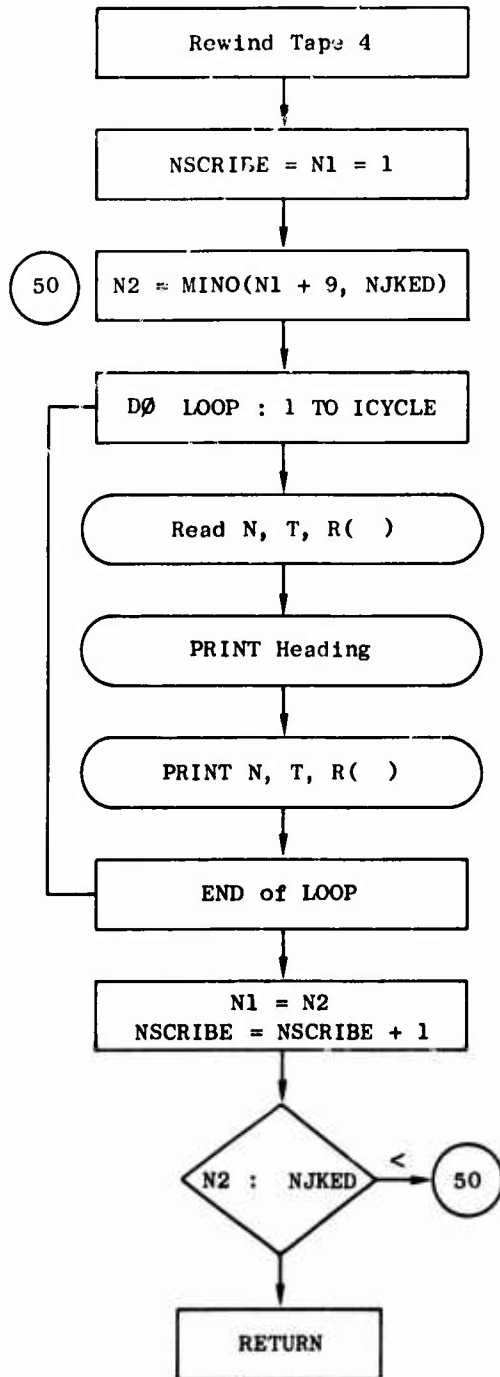 Rewind Tape 4
NSCRIBE = N1 = 1
50
N2 = MINO(N1 + 9, NJKED)
DØ LOOP : 1 TO ICYCLE
Read N, T, R( )
PRINT Heading
PRINT N, T, R( )
END of LOOP
N1 = N2
NSCRIBE = NSCRIBE + 1
N2 : NJKED
<
50
RETURN